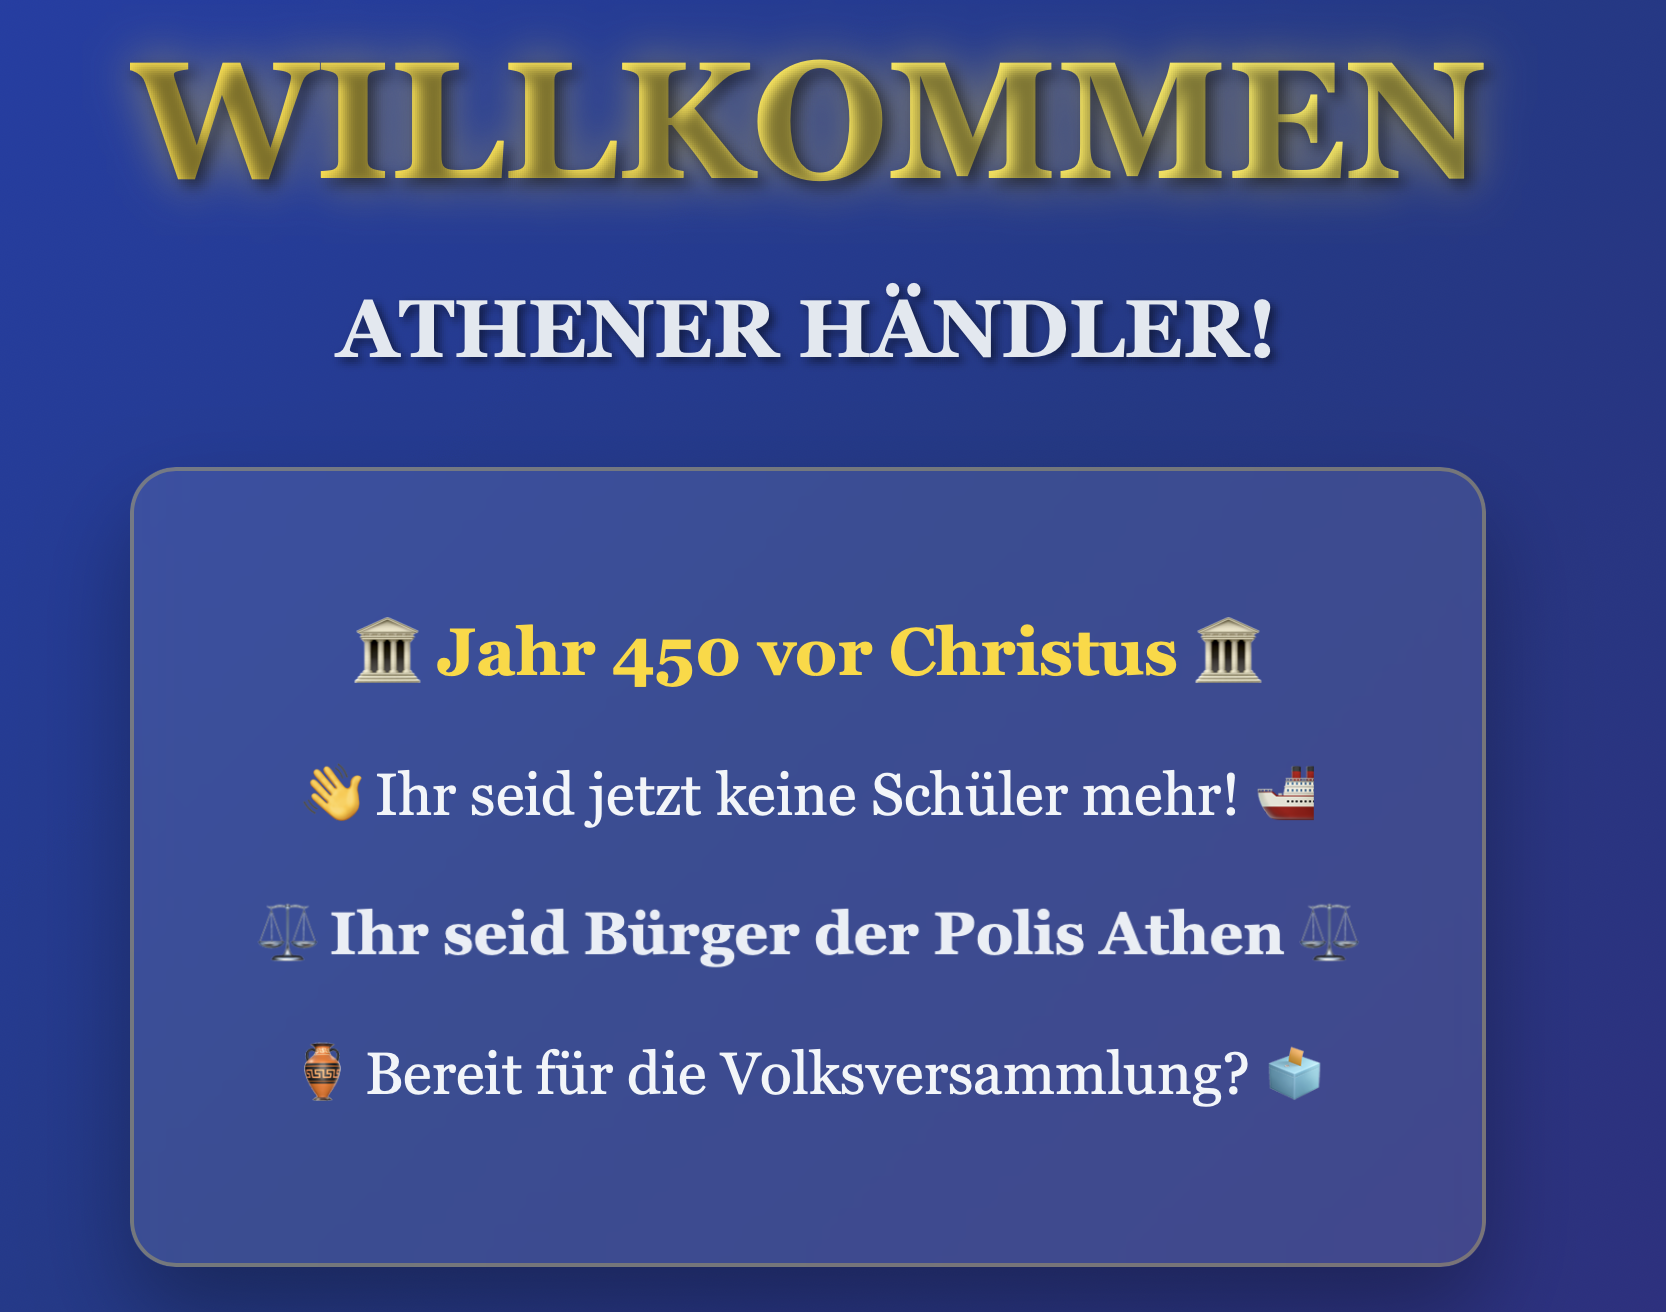 WILLKOMMEN
ATHENER HÄNDLER!
🏛️ Jahr 450 vor Christus 🏛️
👋 Ihr seid jetzt keine Schüler mehr! 🚢
⚖️ Ihr seid Bürger der Polis Athen ⚖️
🏺 Bereit für die Volksversammlung? 🗳️